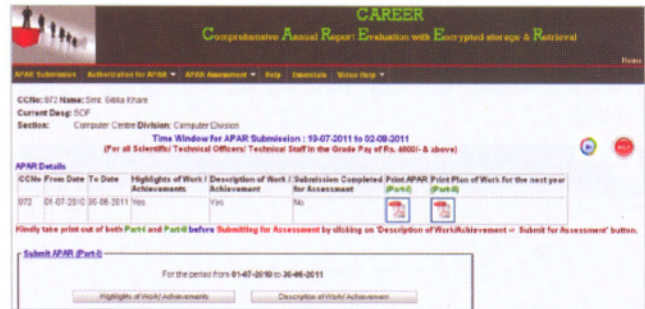 CAREER
Comprehensive Annual Report Evaluation with Encrypted storage & Retrieval
Home
APAR Submission Authorization for APAR APAR Assessment Help Essentials Video Help
CCNo: 072 Name: Smt. Khare
Current Desg: SOF
Section: Computer Centre Division: Computer Division
Time Window for APAR Submission : 19-07-2011 to 02-08-2011
(For all Scientific/ Technical Officers/ Technical Staff in the Grade Pay of Rs. 4600/- & above)
APAR Details
CCNo From Date To Date Highlights of Work / Achievements Description of Work / Achievement Submission Completed for Assessment Print APAR (Part-I) Print Plan of Work for the next year (Part-II)
072 01-07-2010 30-06-2011 Yes Yes No
Kindly take print out of both Part-I and Part-II before Submitting for Assessment by clicking on 'Description of Work/Achievement -> Submit for Assessment' button.
Submit APAR (Part-I)
For the period from 01-07-2010 to 30-06-2011
Highlights of Work/ Achievements Description of Work/ Achievement